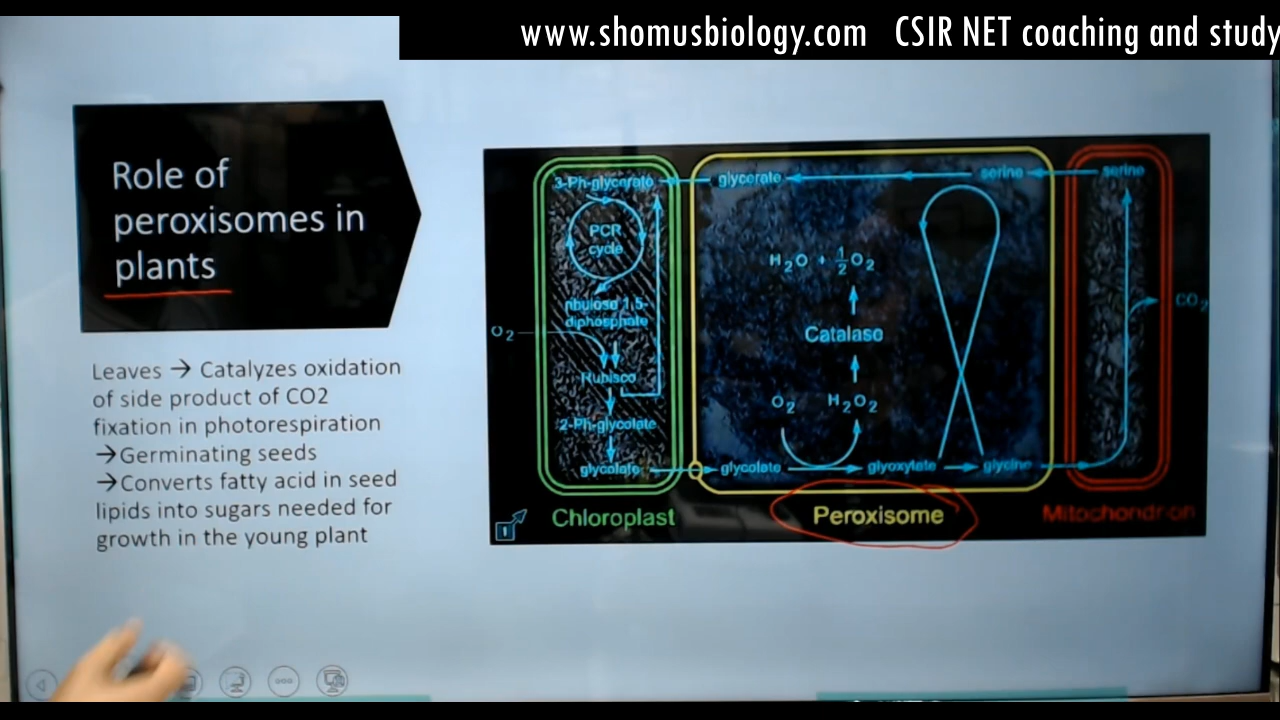 www.shomusbiology.com CSIR NET coaching and study
Role of
peroxisomes in
plants
Leaves → Catalyzes oxidation
of side product of CO2
fixation in photorespiration
→Germinating seeds
→Converts fatty acid in seed
lipids into sugars needed for
growth in the young plant
3-Ph-glycerate
glycerate
serine
serine
PCR
cycle
H2O + 1/2 O2
ribulose 1,5-
diphosphate
CO2
O2
Catalase
Rubisco
O2
H2O2
2-Ph-glycolate
glycolate
glycolate
glyoxylate
glycine
Chloroplast
Peroxisome
Mitochondrion